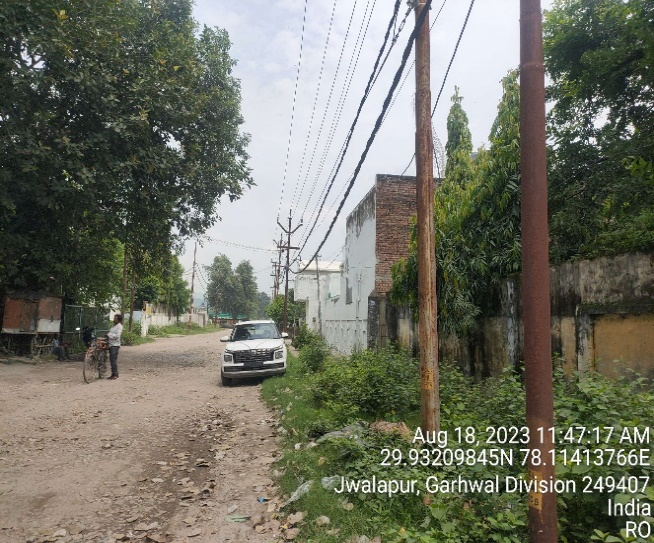 Aug 18, 2023 11:47:17 AM
29.93209845N 78.11413766E
Jwalapur, Garhwal Division 249407
India
RO